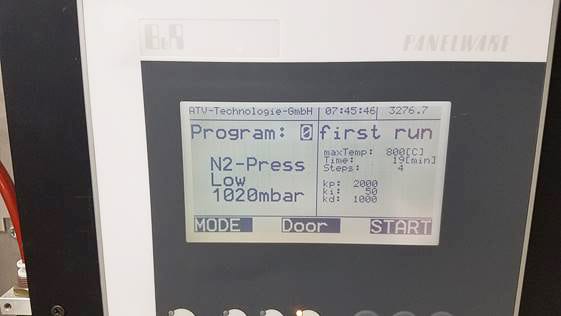 B&R
PANELWARE
ATV-Technologie-GmbH 07:45:46 3276.7
Program: 0 first run
N2-Press
Low
1020mbar
maxTemp: 800[C]
Time: 19[min]
Steps: 4
kp: 2000
ki: 50
kd: 1000
MODE Door START